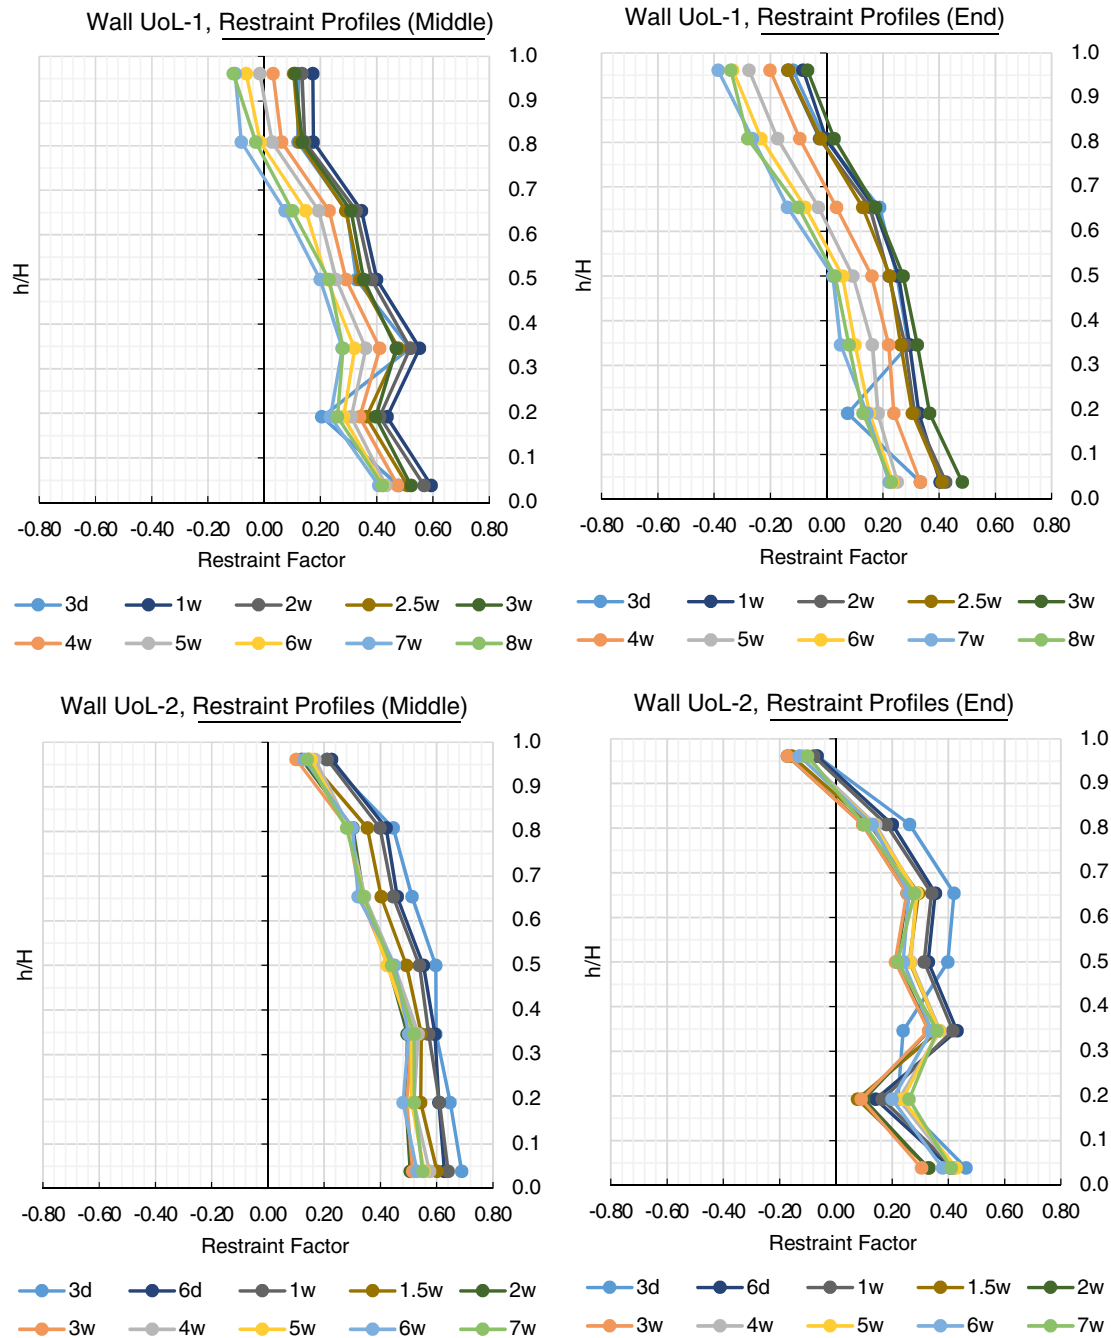 Wall UoL-1, Restraint Profiles (Middle)
1.0
0.9
0.8
0.7
0.6
0.5
0.4
0.3
0.2
0.1
0.0
h/H
-0.80 -0.60 -0.40 -0.20 0.00 0.20 0.40 0.60 0.80
Restraint Factor
3d 1w 2w 2.5w 3w
4w 5w 6w 7w 8w
Wall UoL-1, Restraint Profiles (End)
1.0
0.9
0.8
0.7
0.6
0.5
0.4
0.3
0.2
0.1
0.0
h/H
-0.80 -0.60 -0.40 -0.20 0.00 0.20 0.40 0.60 0.80
Restraint Factor
3d 1w 2w 2.5w 3w
4w 5w 6w 7w 8w
Wall UoL-2, Restraint Profiles (Middle)
1.0
0.9
0.8
0.7
0.6
0.5
0.4
0.3
0.2
0.1
0.0
h/H
-0.80 -0.60 -0.40 -0.20 0.00 0.20 0.40 0.60 0.80
Restraint Factor
3d 6d 1w 1.5w 2w
3w 4w 5w 6w 7w
Wall UoL-2, Restraint Profiles (End)
1.0
0.9
0.8
0.7
0.6
0.5
0.4
0.3
0.2
0.1
0.0
h/H
-0.80 -0.60 -0.40 -0.20 0.00 0.20 0.40 0.60 0.80
Restraint Factor
3d 6d 1w 1.5w 2w
3w 4w 5w 6w 7w